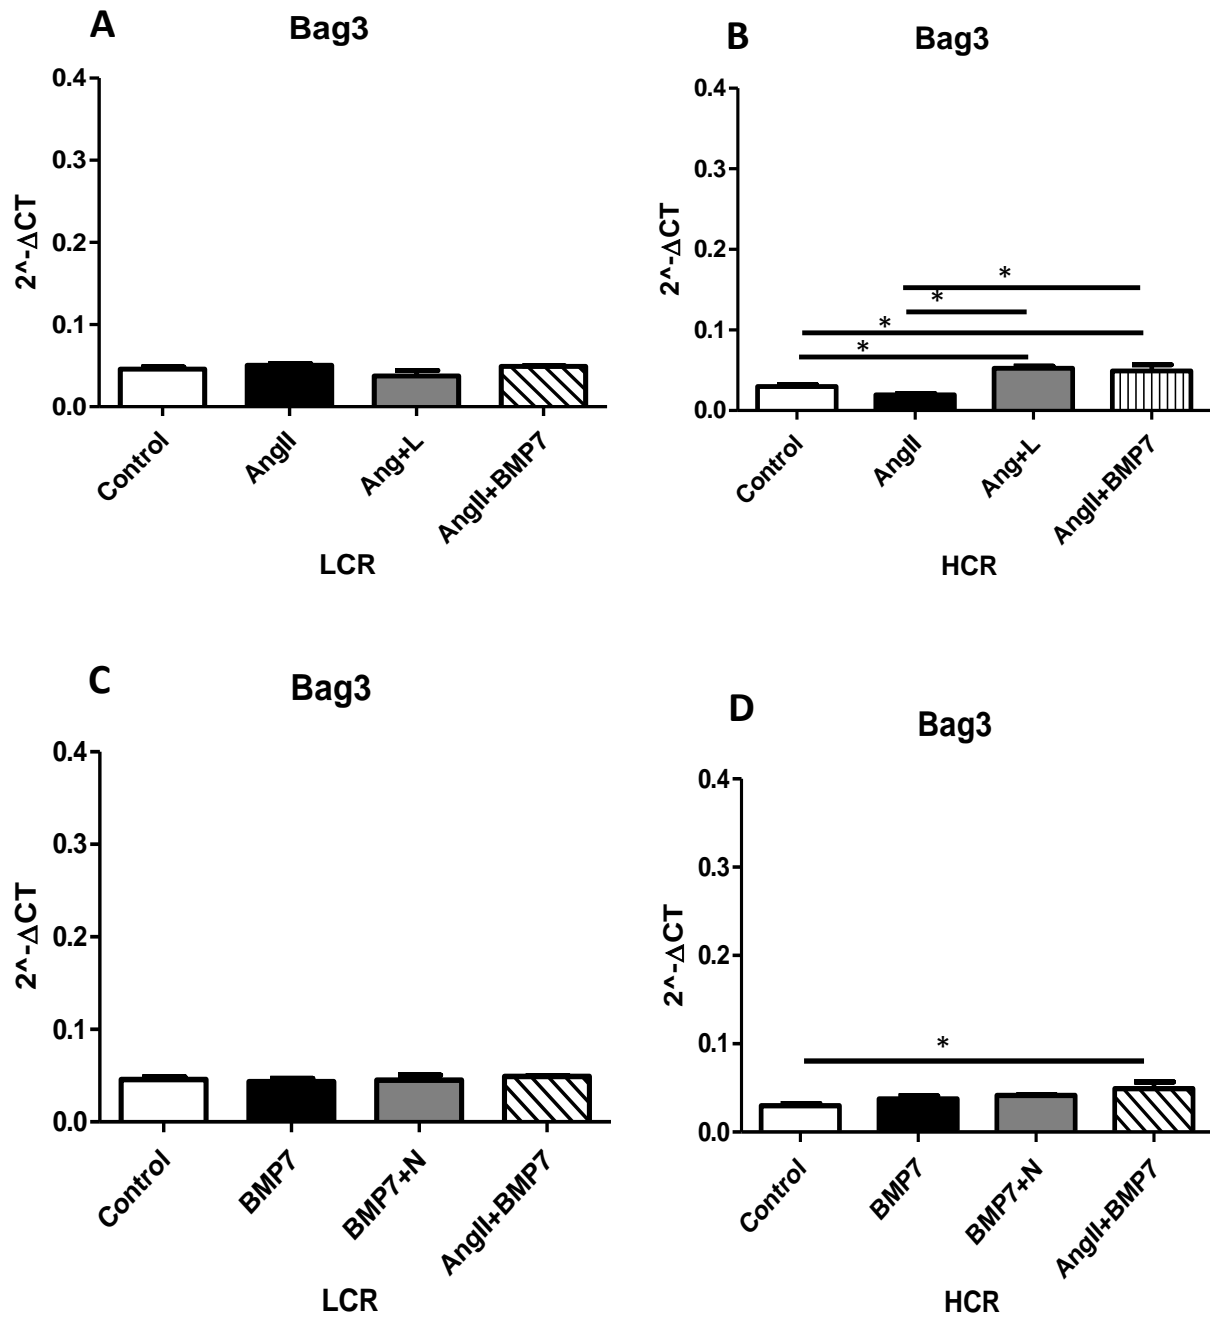 A
Bag3
0.4
0.3
0.2
0.1
0.0
2^-ΔCT
Control
AngII
Ang+L
AngII+BMP7
LCR
B
Bag3
0.4
0.3
0.2
0.1
0.0
2^-ΔCT
*
*
*
*
Control
AngII
Ang+L
AngII+BMP7
HCR
C
Bag3
0.4
0.3
0.2
0.1
0.0
2^-ΔCT
Control
BMP7
BMP7+N
AngII+BMP7
LCR
D
Bag3
0.4
0.3
0.2
0.1
0.0
2^-ΔCT
*
Control
BMP7
BMP7+N
AngII+BMP7
HCR